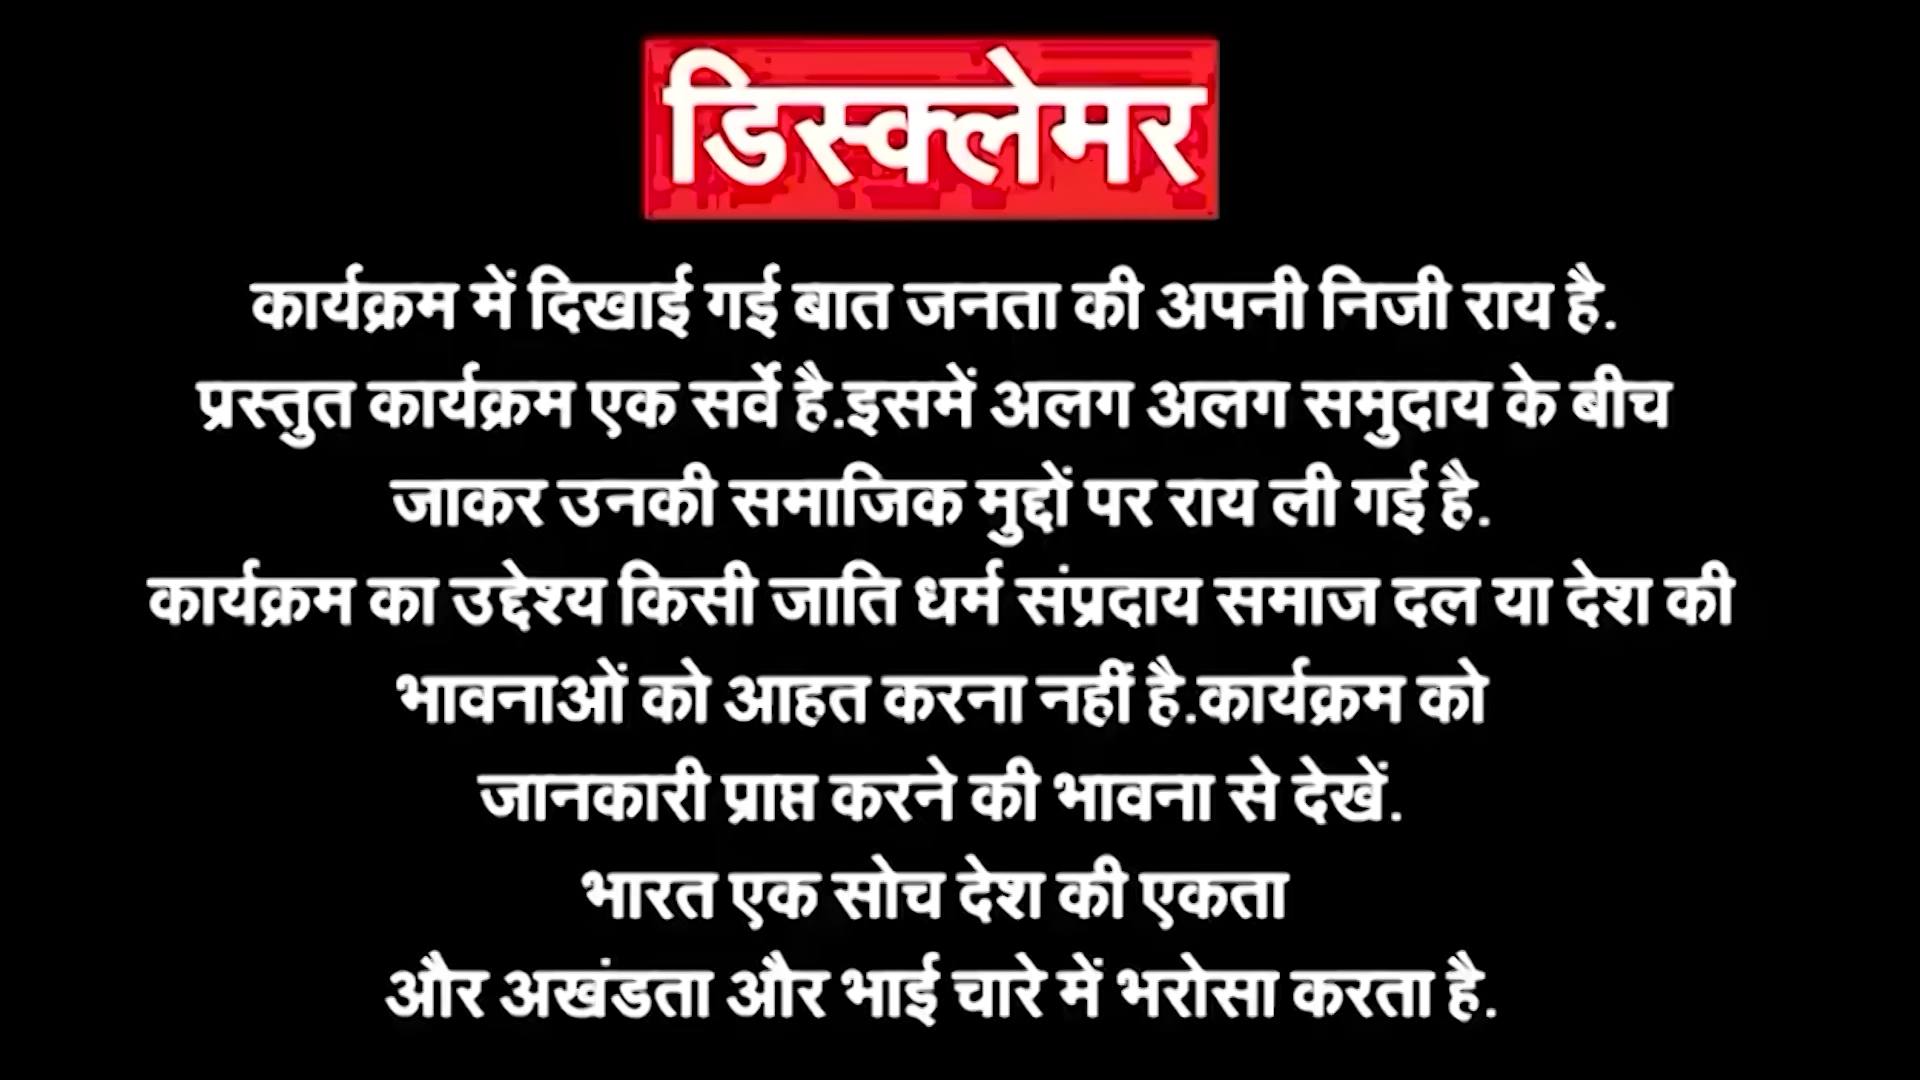 डिस्क्लेमर
कार्यक्रम में दिखाई गई बात जनता की अपनी निजी राय है.
प्रस्तुत कार्यक्रम एक सर्वे है.इसमें अलग अलग समुदाय के बीच
जाकर उनकी समाजिक मुद्दों पर राय ली गई है.
कार्यक्रम का उद्देश्य किसी जाति धर्म संप्रदाय समाज दल या देश की
भावनाओं को आहत करना नहीं है.कार्यक्रम को
जानकारी प्राप्त करने की भावना से देखें.
भारत एक सोच देश की एकता
और अखंडता और भाई चारे में भरोसा करता है.